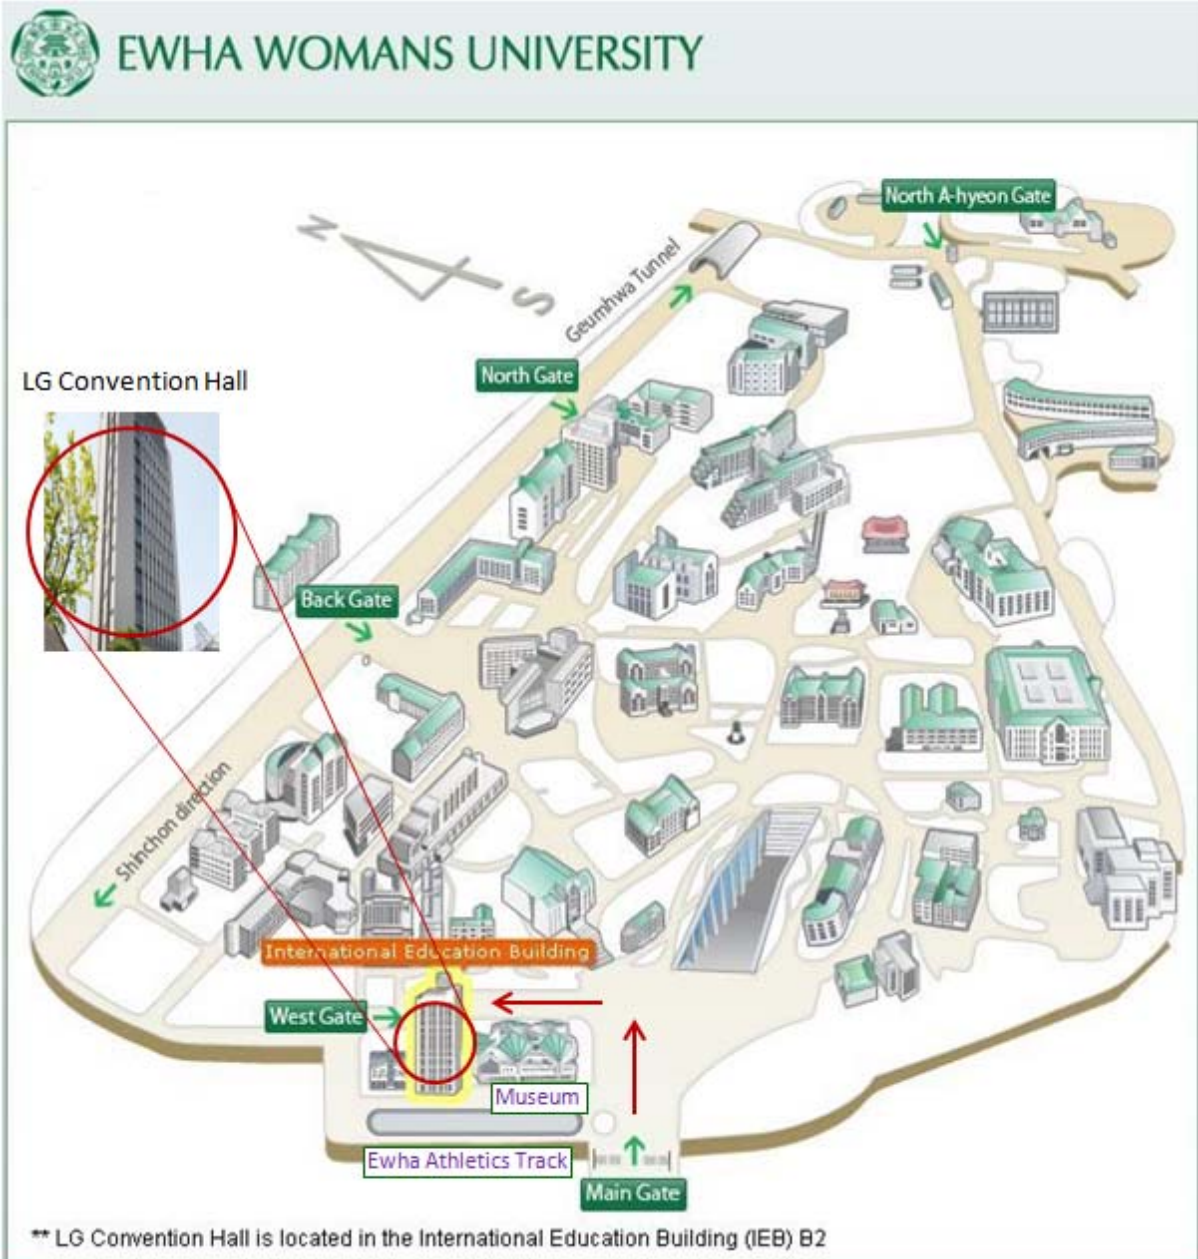 EWHA WOMANS UNIVERSITY
North A-hyeon Gate
N
S
Geumhwa Tunnel
North Gate
LG Convention Hall
Back Gate
Shinchon direction
International Education Building
West Gate
Museum
Ewha Athletics Track
Main Gate
** LG Convention Hall is located in the International Education Building (IEB) B2